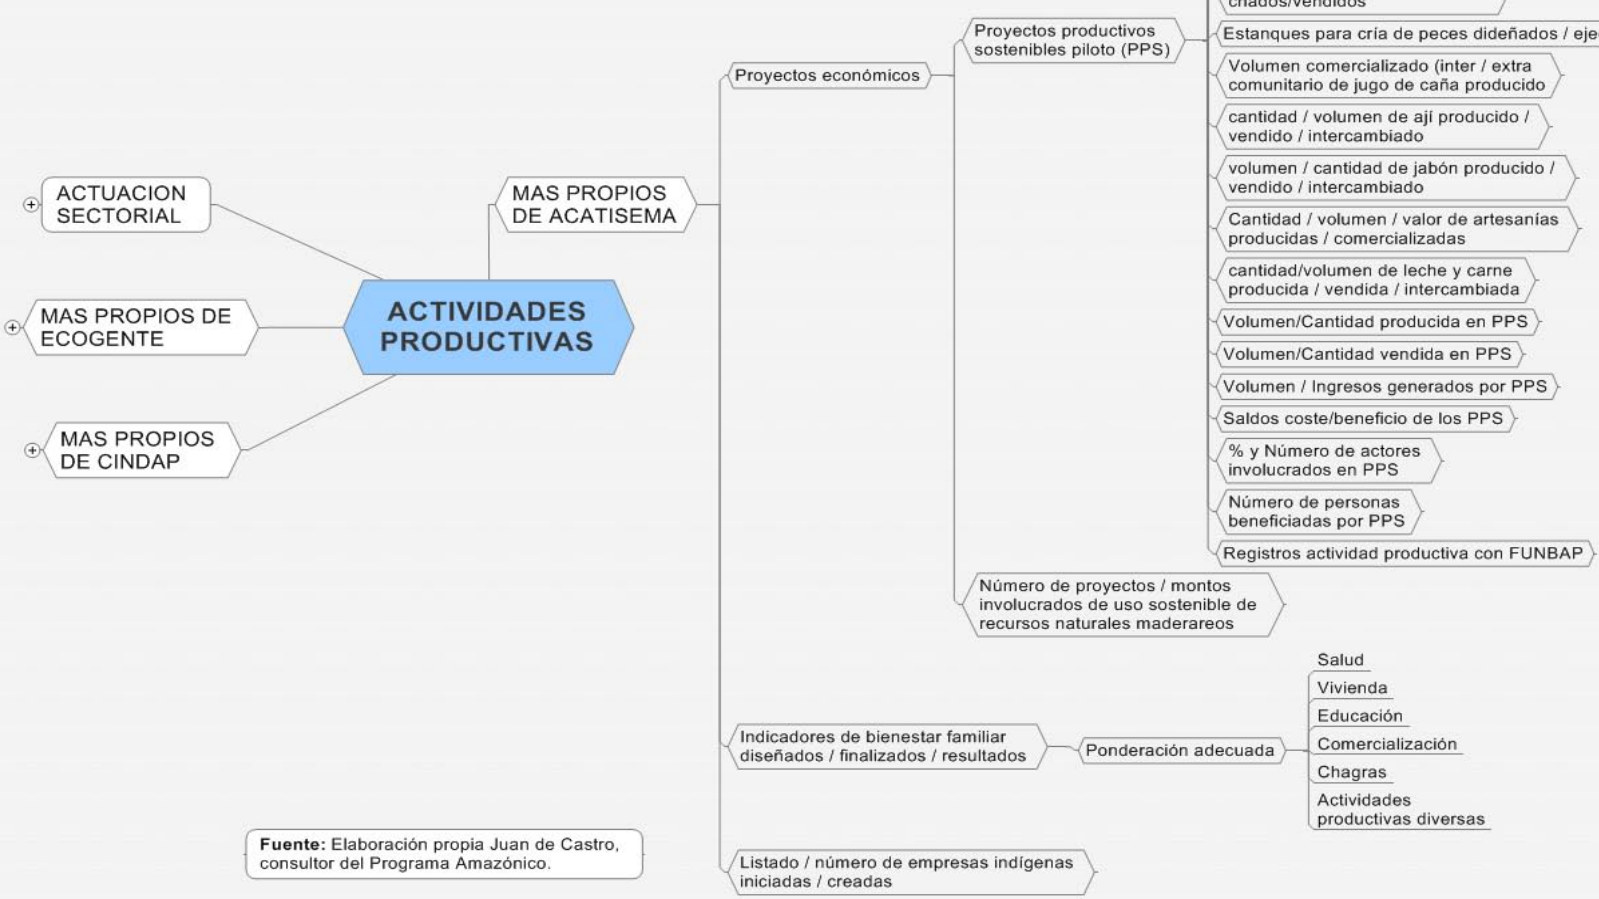 ACTUACION
SECTORIAL
MAS PROPIOS DE
ECOGENTE
MAS PROPIOS
DE CINDAP
ACTIVIDADES
PRODUCTIVAS
MAS PROPIOS
DE ACATISEMA
Proyectos económicos
Proyectos productivos
sostenibles piloto (PPS)
criados/vendidos
Estanques para cría de peces dideñados / eje
Volumen comercializado (inter / extra
comunitario de jugo de caña producido
cantidad / volumen de ají producido /
vendido / intercambiado
volumen / cantidad de jabón producido /
vendido / intercambiado
Cantidad / volumen / valor de artesanías
producidas / comercializadas
cantidad/volumen de leche y carne
producida / vendida / intercambiada
Volumen/Cantidad producida en PPS
Volumen/Cantidad vendida en PPS
Volumen / Ingresos generados por PPS
Saldos coste/beneficio de los PPS
% y Número de actores
involucrados en PPS
Número de personas
beneficiadas por PPS
Registros actividad productiva con FUNBAP
Número de proyectos / montos
involucrados de uso sostenible de
recursos naturales maderareos
Indicadores de bienestar familiar
diseñados / finalizados / resultados
Ponderación adecuada
Salud
Vivienda
Educación
Comercialización
Chagras
Actividades
productivas diversas
Listado / número de empresas indígenas
iniciadas / creadas
Fuente: Elaboración propia Juan de Castro,
consultor del Programa Amazónico.